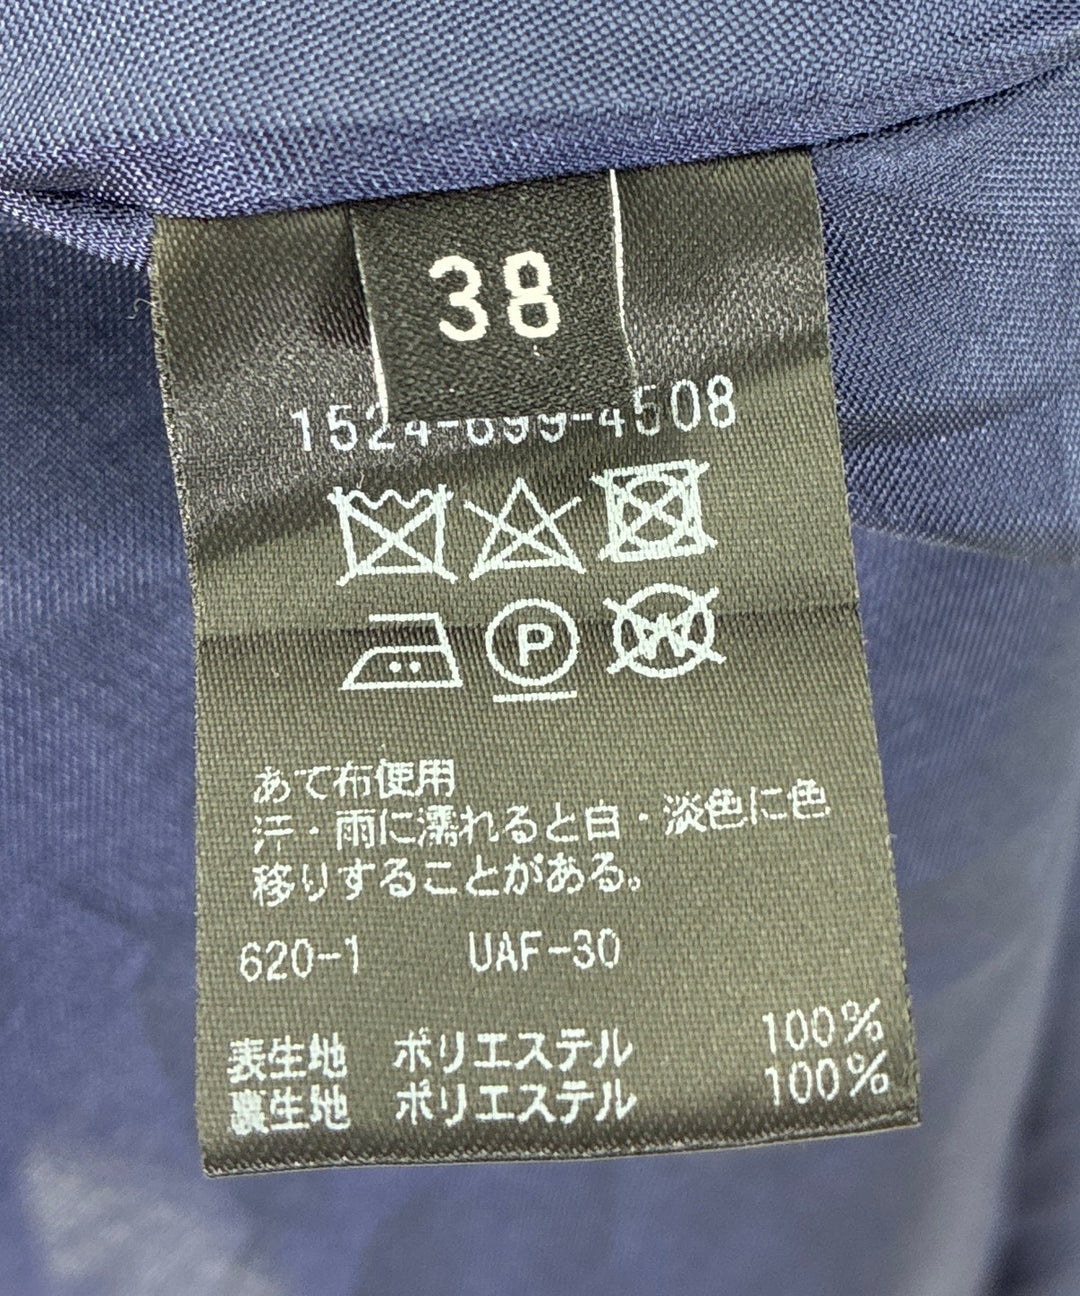 38
1524-699-4508
P
W
あて布使用
汗・雨に濡れると白・淡色に色
移りすることがある。
620-1 UAF-30
表生地 ポリエステル 100%
裏生地 ポリエステル 100%